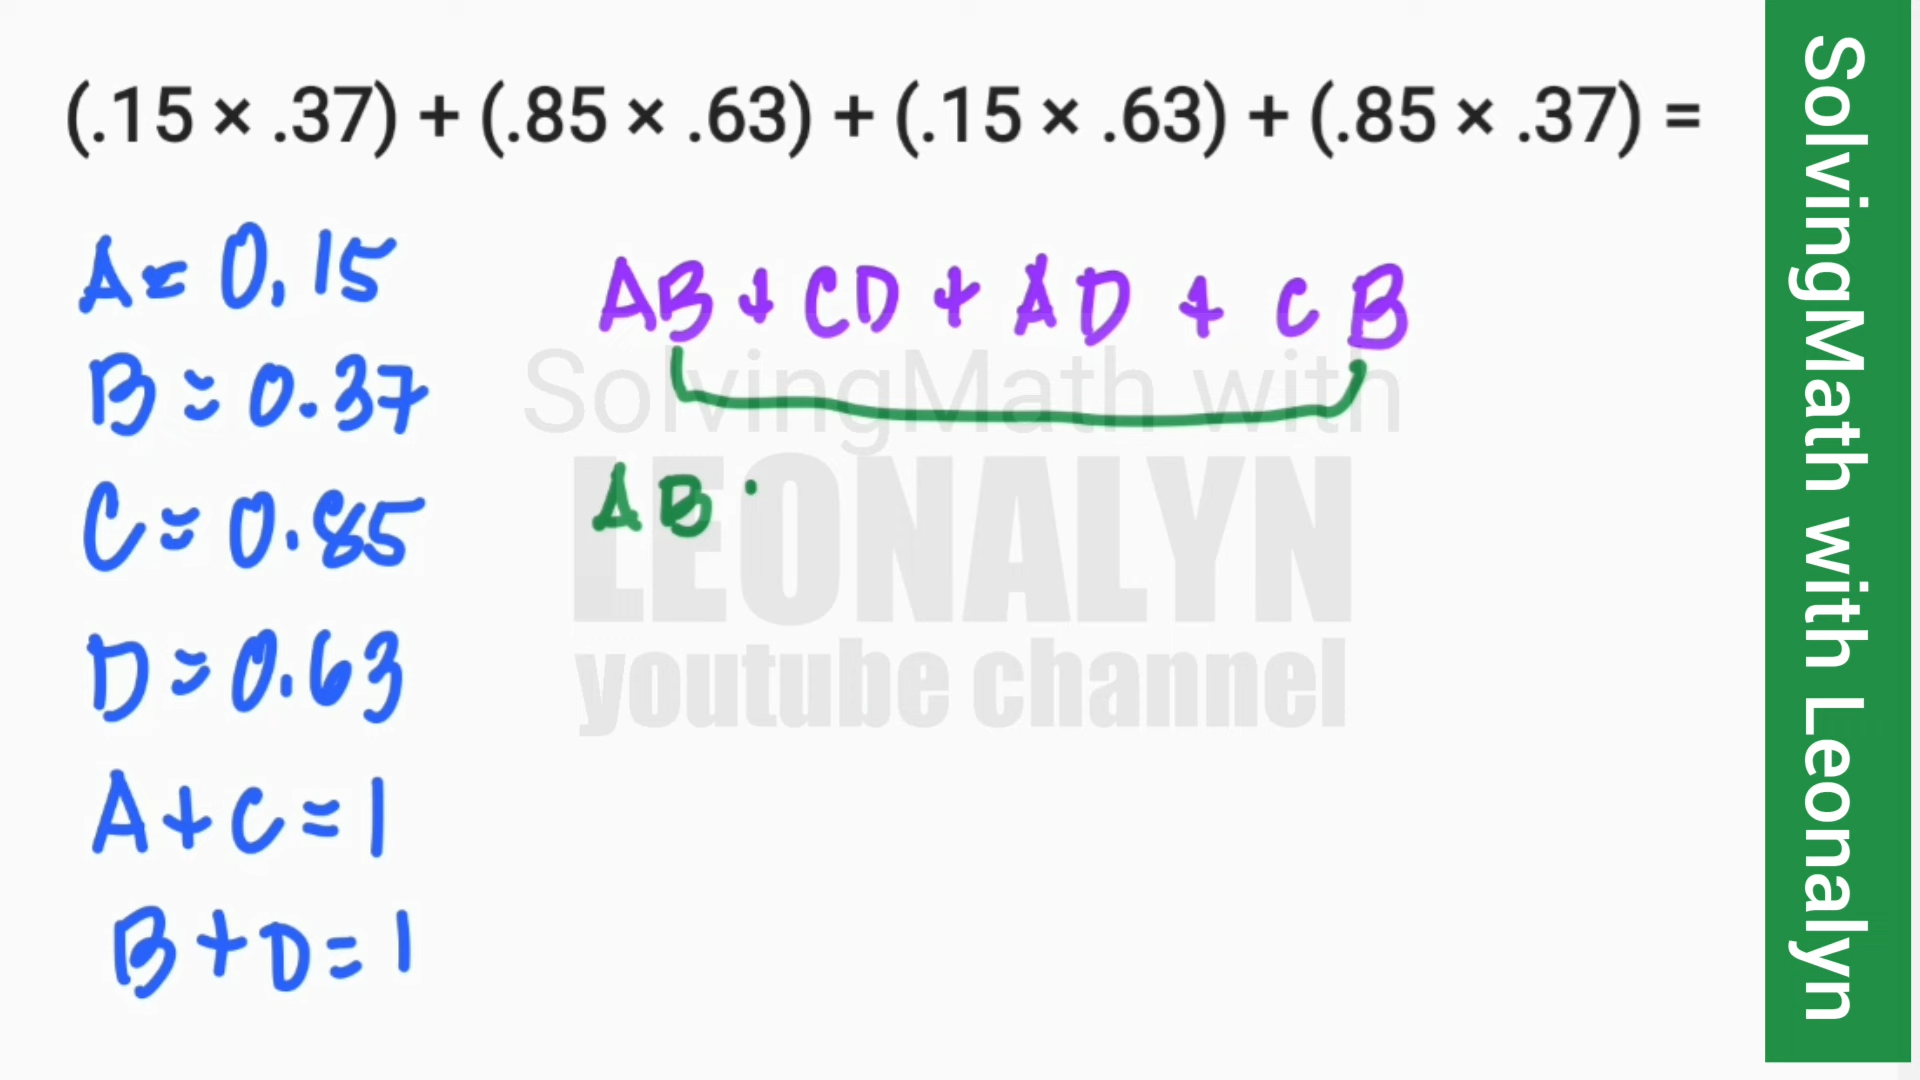 (.15 × .37) + (.85 × .63) + (.15 × .63) + (.85 × .37) =
A = 0.15
B = 0.37
C = 0.85
D = 0.63
A + C = 1
B + D = 1
AB + CD + AD + CB
AB
SolvingMath with
LEONALYN
youtube channel
SolvingMath with Leonalyn